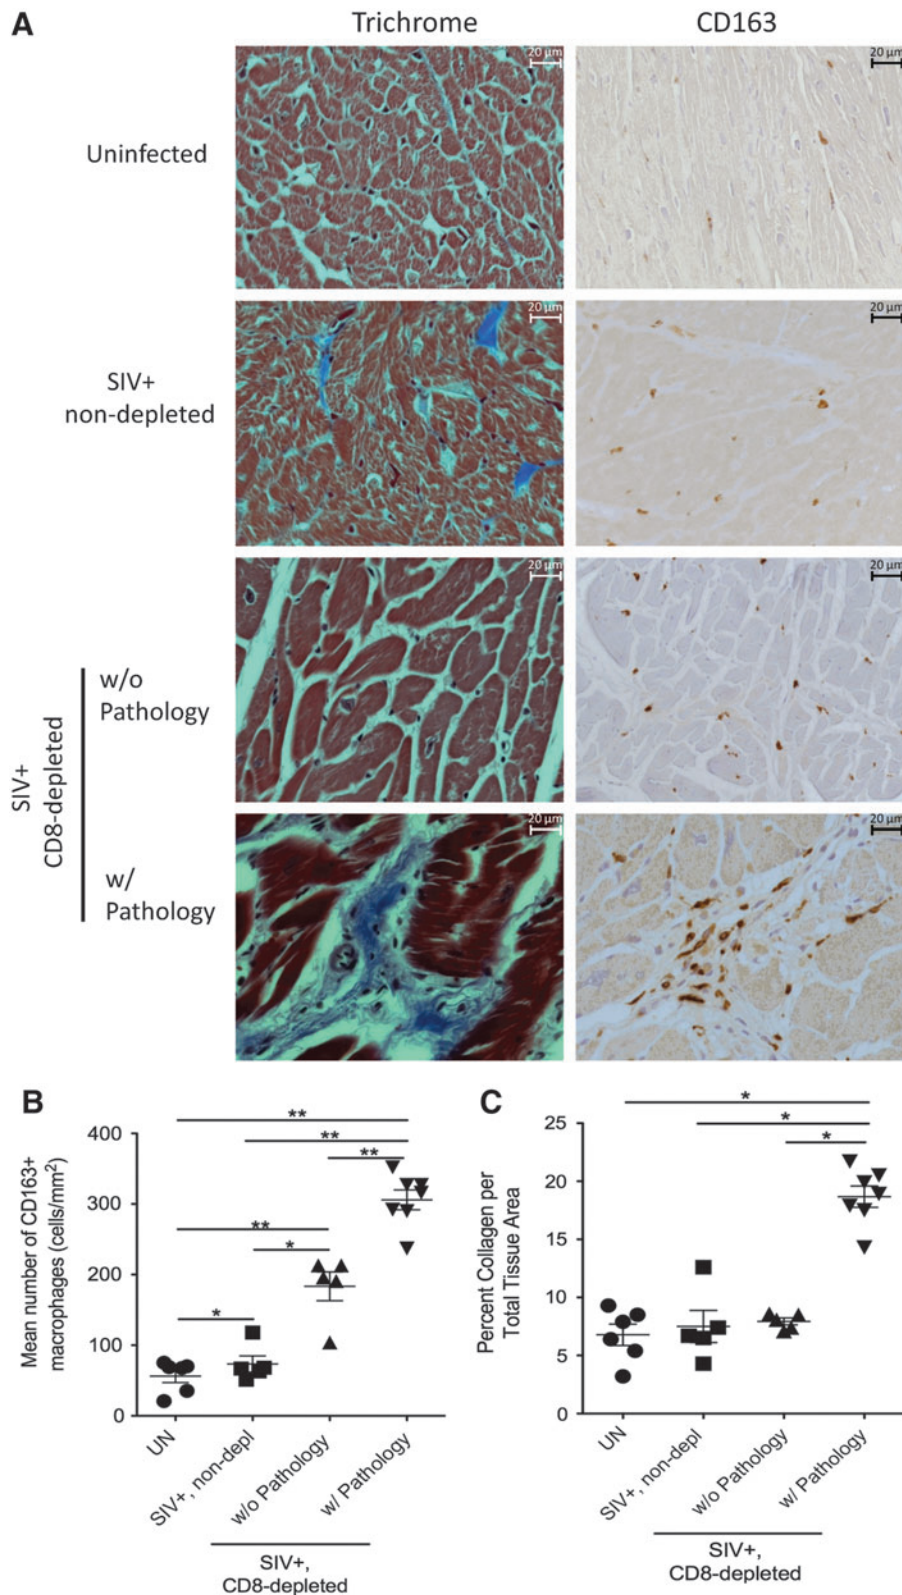 A
Trichrome
CD163
Uninfected
20 µm
20 µm
SIV+
non-depleted
20 µm
20 µm
SIV+
CD8-depleted
w/o
Pathology
20 µm
20 µm
w/
Pathology
20 µm
20 µm
B
Mean number of CD163+
macrophages (cells/mm²)
400
300
200
100
0
**
**
**
**
*
*
UN
SIV+, non-depl
w/o Pathology
w/ Pathology
SIV+,
CD8-depleted
C
Percent Collagen per
Total Tissue Area
25
20
15
10
5
0
*
*
*
UN
SIV+, non-depl
w/o Pathology
w/ Pathology
SIV+,
CD8-depleted